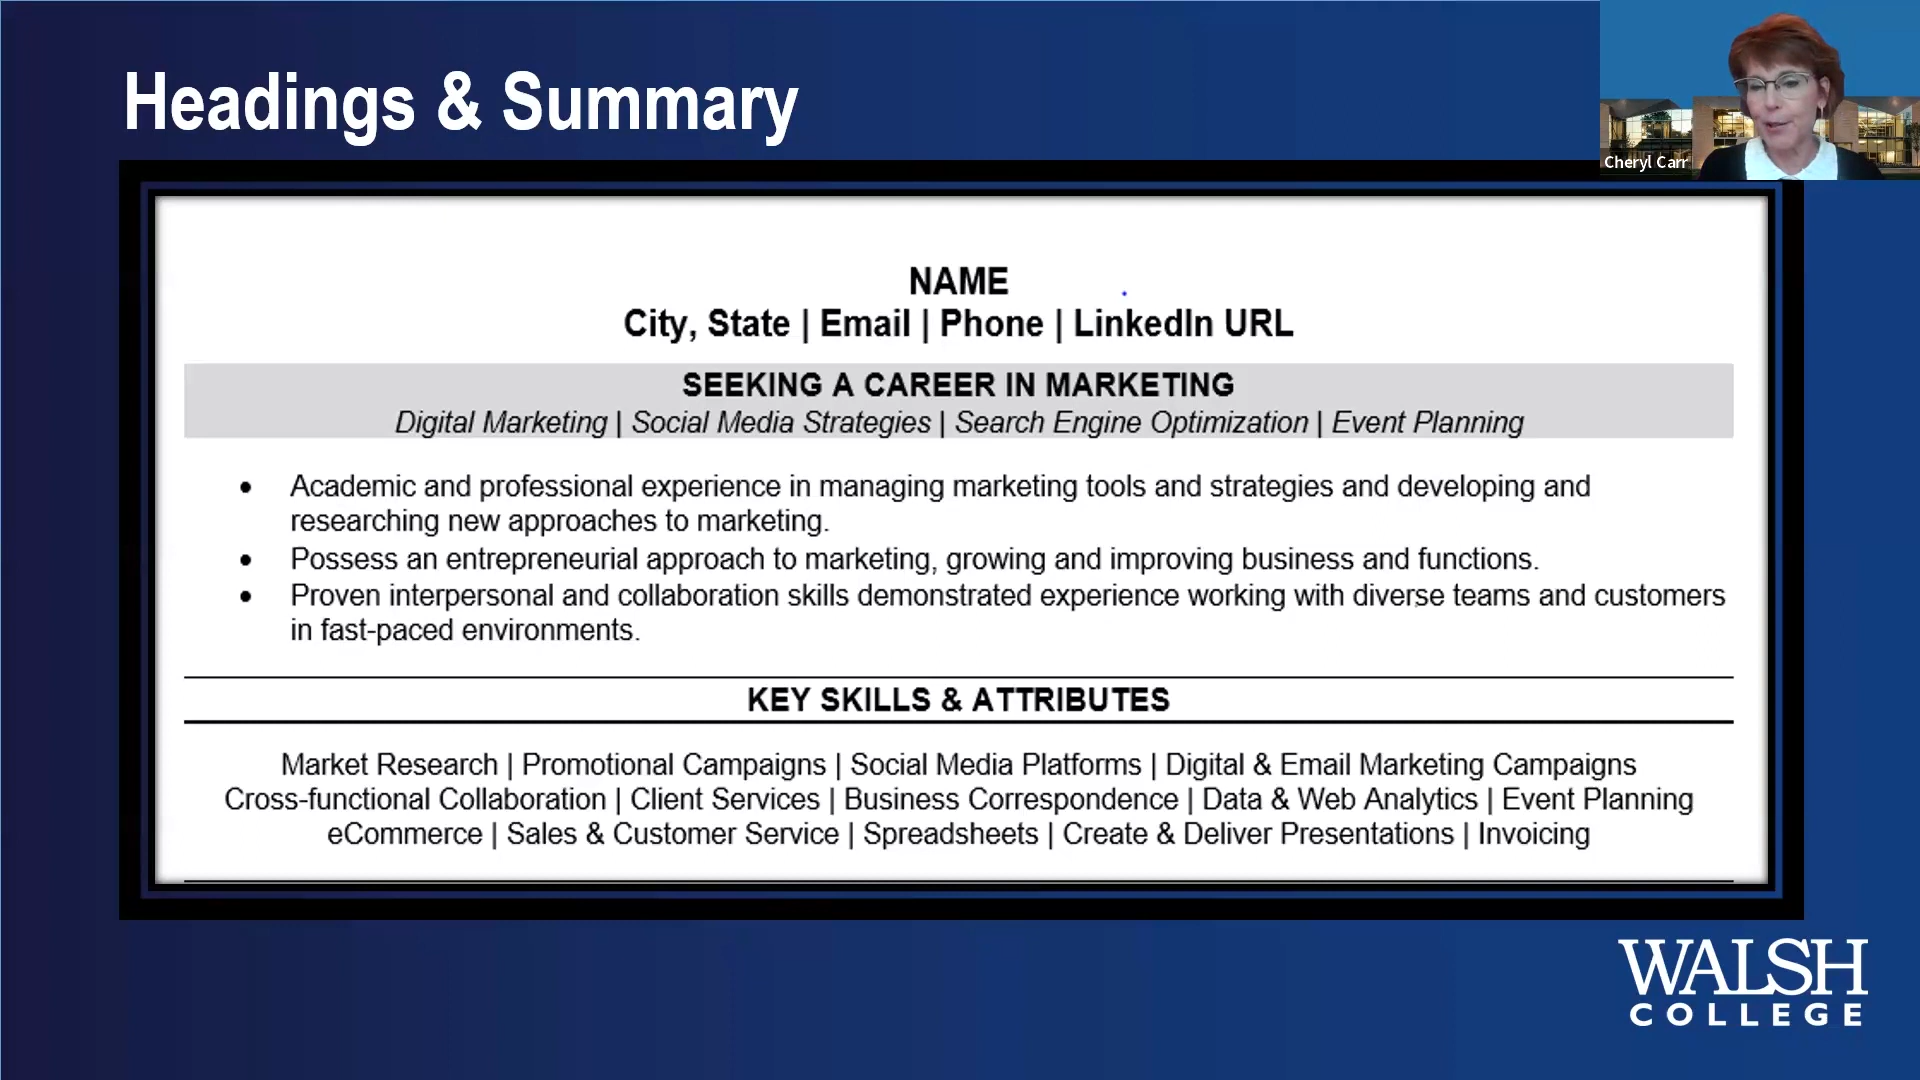 Headings & Summary
Cheryl Carr
NAME
City, State | Email | Phone | LinkedIn URL
SEEKING A CAREER IN MARKETING
Digital Marketing | Social Media Strategies | Search Engine Optimization | Event Planning
• Academic and professional experience in managing marketing tools and strategies and developing and
researching new approaches to marketing.
• Possess an entrepreneurial approach to marketing, growing and improving business and functions.
• Proven interpersonal and collaboration skills demonstrated experience working with diverse teams and customers
in fast-paced environments.
KEY SKILLS & ATTRIBUTES
Market Research | Promotional Campaigns | Social Media Platforms | Digital & Email Marketing Campaigns
Cross-functional Collaboration | Client Services | Business Correspondence | Data & Web Analytics | Event Planning
eCommerce | Sales & Customer Service | Spreadsheets | Create & Deliver Presentations | Invoicing
WALSH
COLLEGE